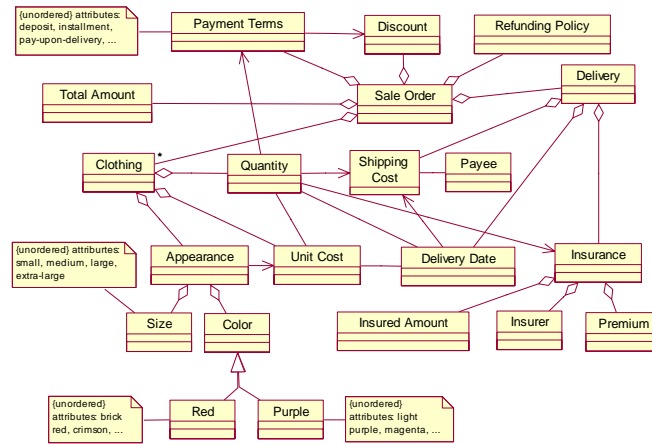 {unordered} attributes:
deposit, installment,
pay-upon-delivery, ...
Payment Terms
Discount
Refunding Policy
Total Amount
Sale Order
Delivery
*
Clothing
Quantity
Shipping
Cost
Payee
{unordered} attriburtes:
small, medium, large,
extra-large
Appearance
Unit Cost
Delivery Date
Insurance
Size
Color
Insured Amount
Insurer
Premium
{unordered}
attributes: brick
red, crimson, ...
Red
Purple
{unordered}
attributes: light
purple, magenta, ...